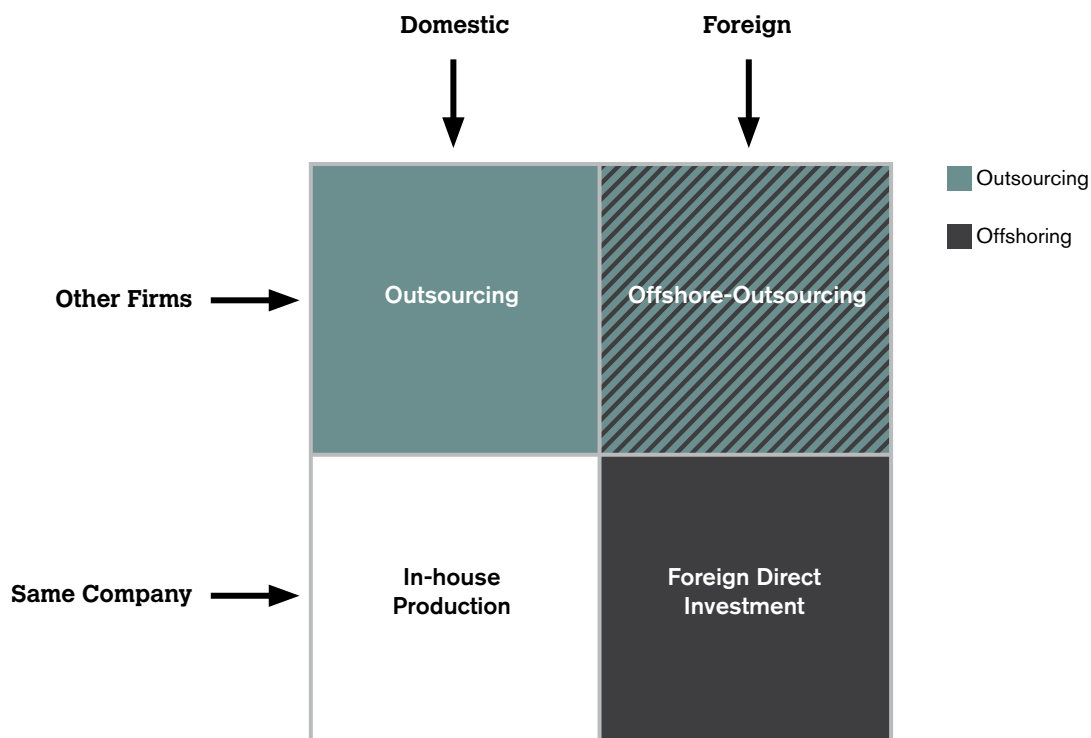 Domestic
Foreign
Outsourcing
Offshoring
Other Firms
Outsourcing
Offshore-Outsourcing
Same Company
In-house
Production
Foreign Direct
Investment